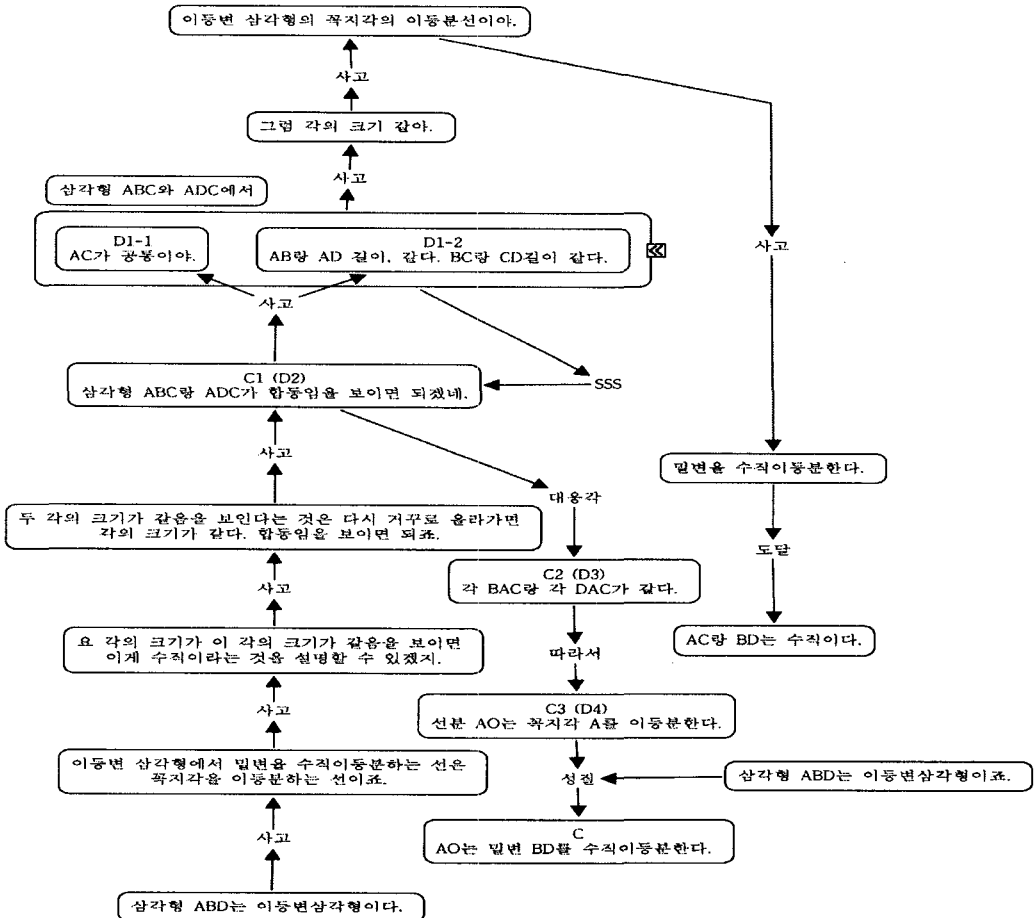 이등변 삼각형의 꼭지각의 이등분선이야.
사고
그럼 각의 크기 같아.
사고
삼각형 ABC와 ADC에서
D1-1
AC가 공통이야.
D1-2
AB랑 AD 길이, 같다. BC랑 CD길이 같다.
사고
사고
C1 (D2)
삼각형 ABC랑 ADC가 합동임을 보이면 되겠네.
SSS
사고
밑변을 수직이등분한다.
대응각
두 각의 크기가 같음을 보인다는 것은 다시 거꾸로 올라가면
각의 크기가 같다. 합동임을 보이면 되죠.
도달
C2 (D3)
각 BAC랑 각 DAC가 같다.
사고
요 각의 크기가 이 각의 크기가 같음을 보이면
이게 수직이라는 것을 설명할 수 있겠지.
AC랑 BD는 수직이다.
따라서
사고
C3 (D4)
선분 AO는 꼭지각 A를 이등분한다.
이등변 삼각형에서 밑변을 수직이등분하는 선은
꼭지각을 이등분하는 선이죠.
성질
삼각형 ABD는 이등변삼각형이죠.
사고
C
AO는 밑변 BD를 수직이등분한다.
삼각형 ABD는 이등변삼각형이다.